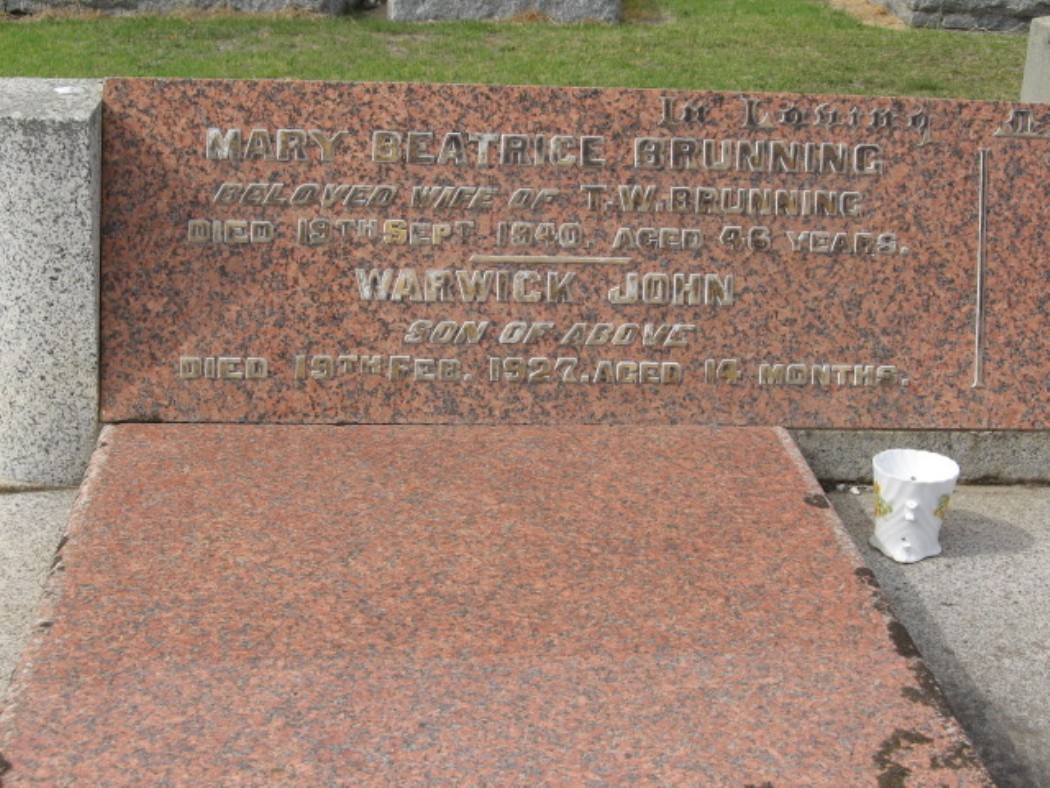 In Loving
MARY BEATRICE BRUNNING
BELOVED WIFE OF T.W. BRUNNING
DIED 19TH SEPT 1940. AGED 46 YEARS.
WARWICK JOHN
SON OF ABOVE
DIED 19TH FEB. 1927. AGED 14 MONTHS.